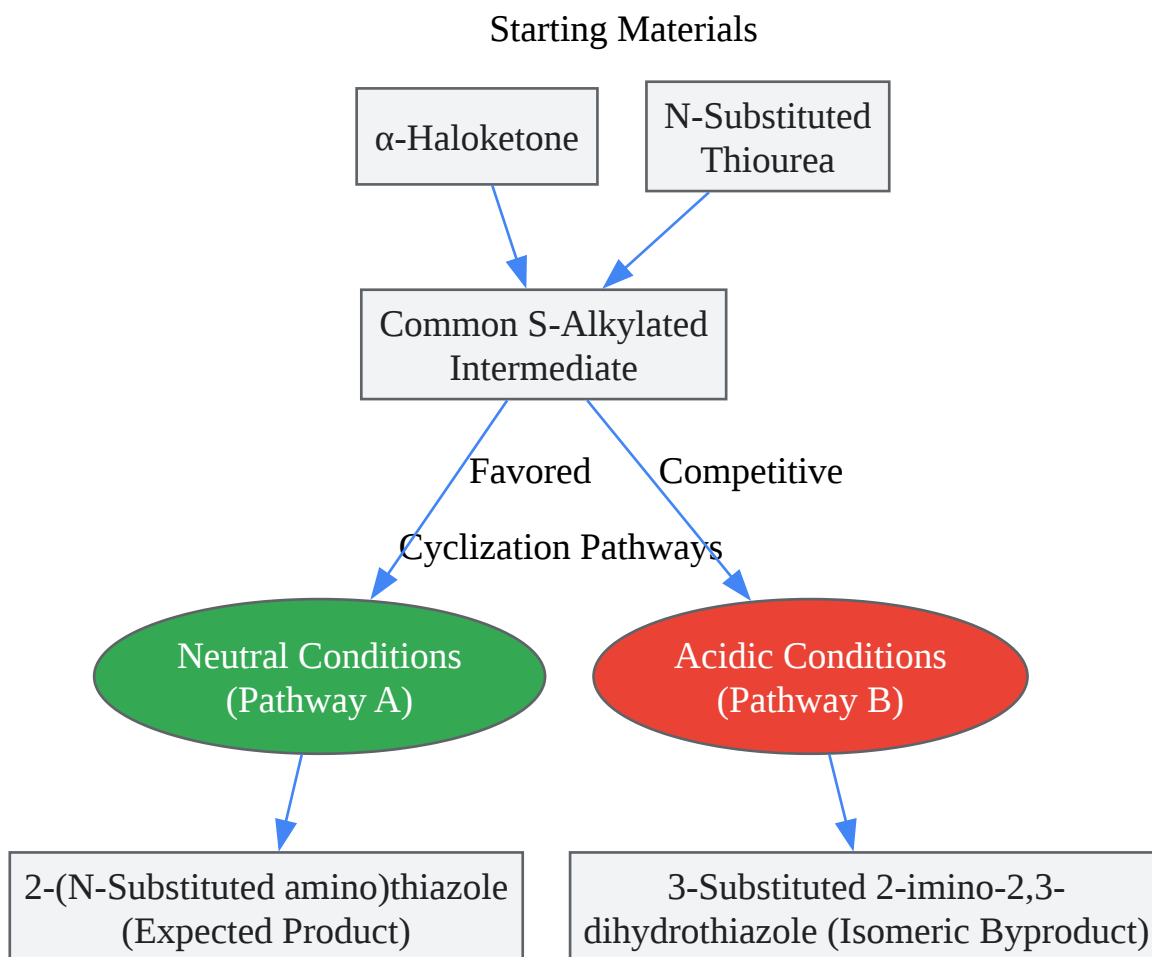 Starting Materials
α-Haloketone
N-Substituted
Thiourea
Common S-Alkylated
Intermediate
Favored
Competitive
Cyclization Pathways
Neutral Conditions
(Pathway A)
Acidic Conditions
(Pathway B)
2-(N-Substituted amino)thiazole
(Expected Product)
3-Substituted 2-imino-2,3-
dihydrothiazole (Isomeric Byproduct)